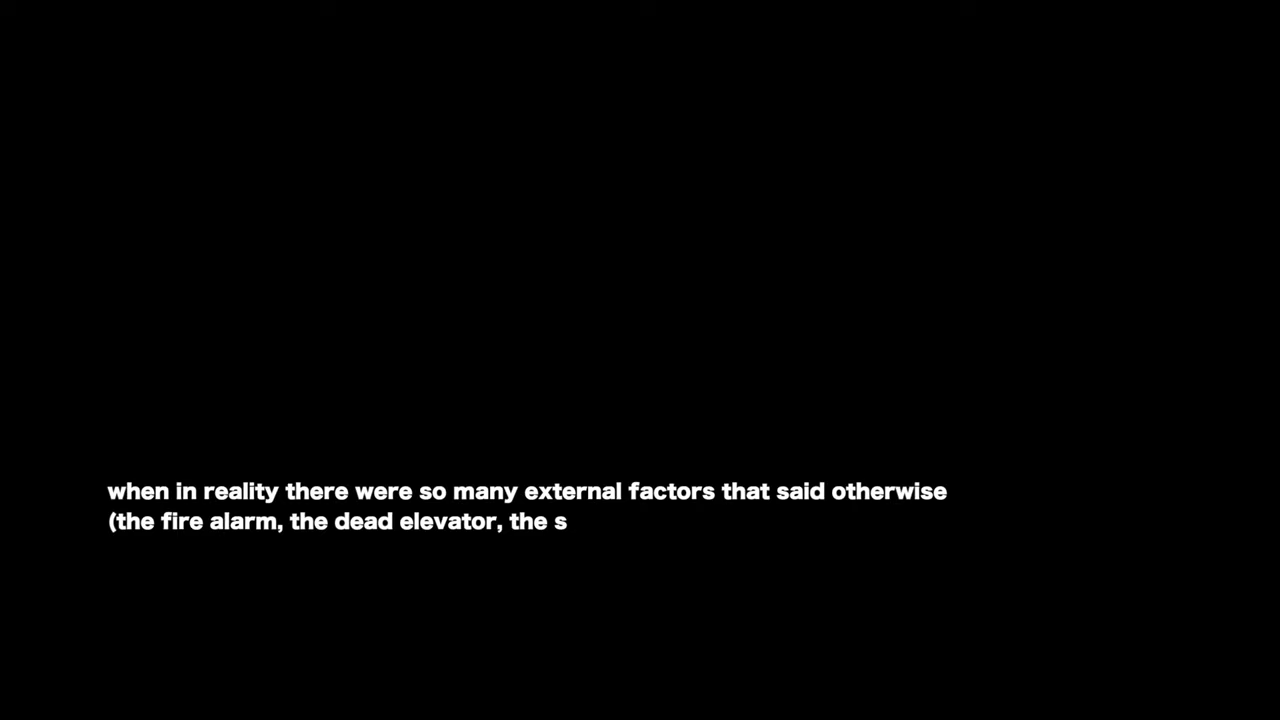 when in reality there were so many external factors that said otherwise
(the fire alarm, the dead elevator, the s